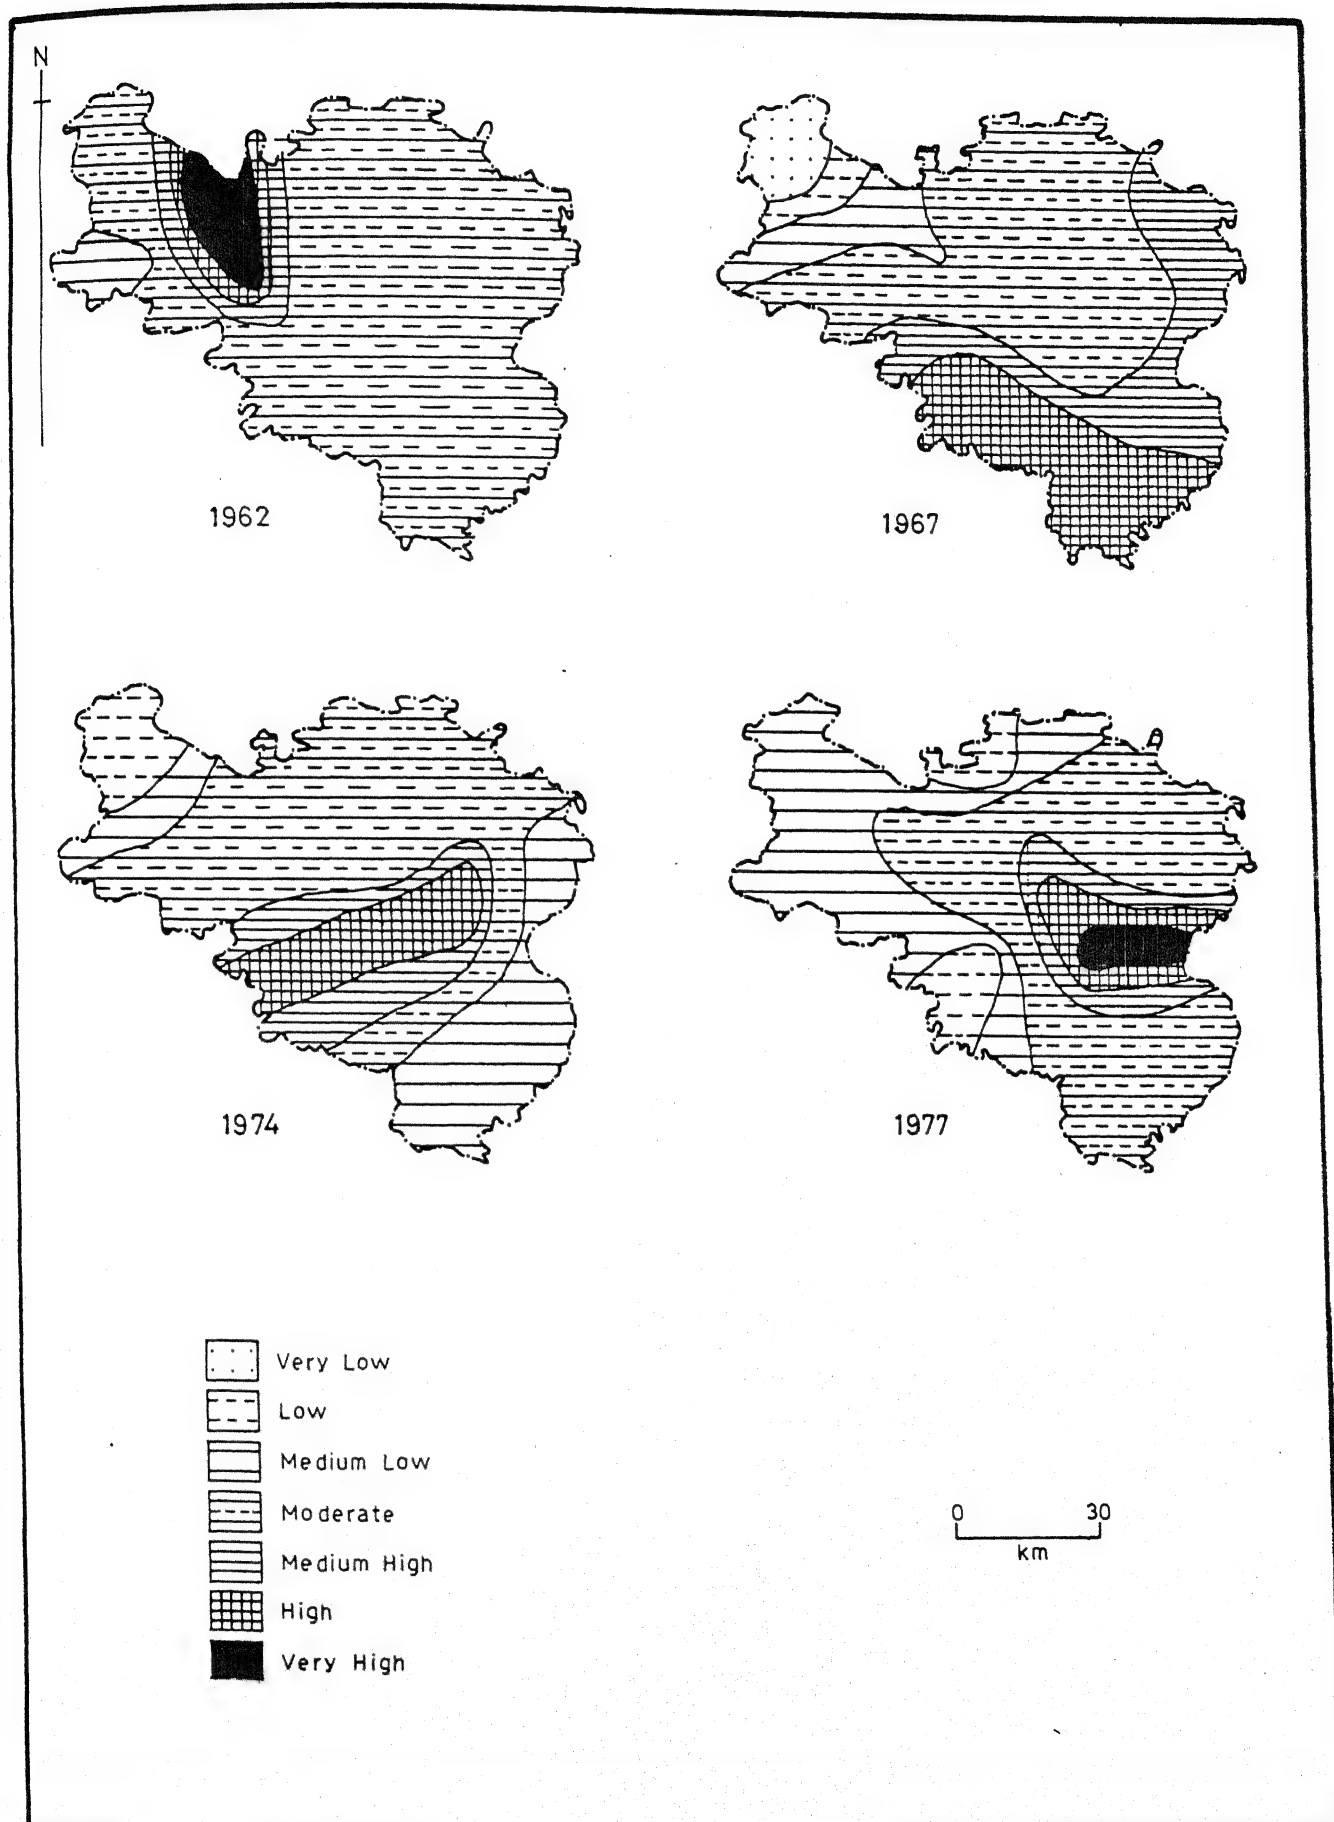 N
1962
1967
1974
1977
Very Low
Low
Medium Low
Moderate
Medium High
High
Very High
0 30
km